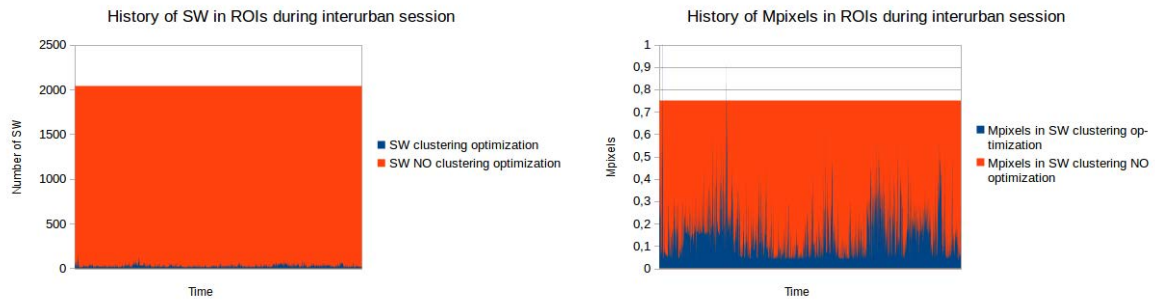 History of SW in ROIs during interurban session
2500
2000
1500
1000
500
0
Number of SW
Time
SW clustering optimization
SW NO clustering optimization
History of Mpixels in ROIs during interurban session
1
0,9
0,8
0,7
0,6
0,5
0,4
0,3
0,2
0,1
0
Mpixels
Time
Mpixels in SW clustering op-
timization
Mpixels in SW clustering NO
optimization